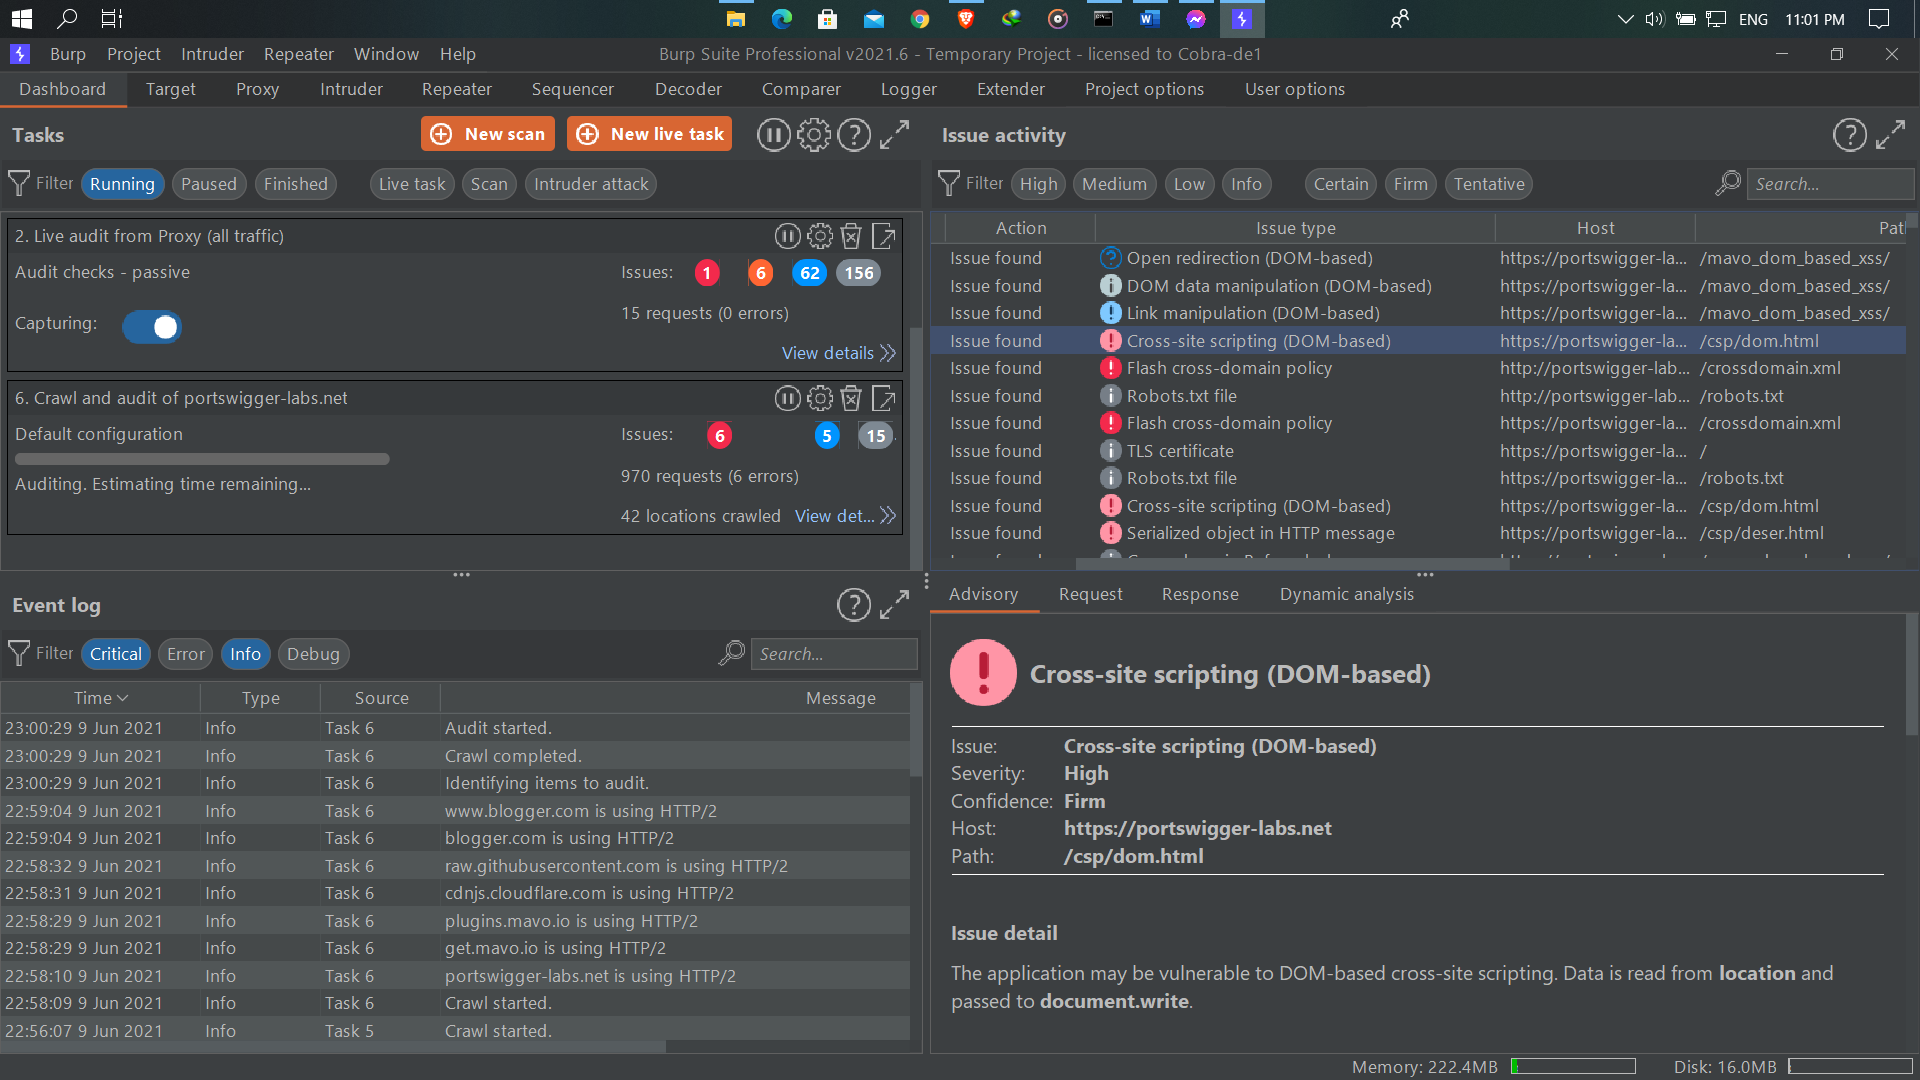 ENG 11:01 PM
Burp Project Intruder Repeater Window Help Burp Suite Professional v2021.6 - Temporary Project - licensed to Cobra-de1
Dashboard Target Proxy Intruder Repeater Sequencer Decoder Comparer Logger Extender Project options User options
Tasks New scan New live task
Filter Running Paused Finished Live task Scan Intruder attack
2. Live audit from Proxy (all traffic)
Audit checks - passive Issues: 1 6 62 156
15 requests (0 errors)
Capturing:
View details
6. Crawl and audit of portswigger-labs.net
Default configuration Issues: 6 5 15
970 requests (6 errors)
Auditing. Estimating time remaining...
42 locations crawled View det...
Event log
Filter Critical Error Info Debug Search...
Time Type Source Message
23:00:29 9 Jun 2021 Info Task 6 Audit started.
23:00:29 9 Jun 2021 Info Task 6 Crawl completed.
23:00:29 9 Jun 2021 Info Task 6 Identifying items to audit.
22:59:04 9 Jun 2021 Info Task 6 www.blogger.com is using HTTP/2
22:59:04 9 Jun 2021 Info Task 6 blogger.com is using HTTP/2
22:58:32 9 Jun 2021 Info Task 6 raw.githubusercontent.com is using HTTP/2
22:58:31 9 Jun 2021 Info Task 6 cdnjs.cloudflare.com is using HTTP/2
22:58:29 9 Jun 2021 Info Task 6 plugins.mavo.io is using HTTP/2
22:58:29 9 Jun 2021 Info Task 6 get.mavo.io is using HTTP/2
22:58:10 9 Jun 2021 Info Task 6 portswigger-labs.net is using HTTP/2
22:58:09 9 Jun 2021 Info Task 6 Crawl started.
22:56:07 9 Jun 2021 Info Task 5 Crawl started.
Issue activity
Filter High Medium Low Info Certain Firm Tentative Search...
Action Issue type Host Path
Issue found Open redirection (DOM-based) https://portswigger-la... /mavo_dom_based_xss/
Issue found DOM data manipulation (DOM-based) https://portswigger-la... /mavo_dom_based_xss/
Issue found Link manipulation (DOM-based) https://portswigger-la... /mavo_dom_based_xss/
Issue found Cross-site scripting (DOM-based) https://portswigger-la... /csp/dom.html
Issue found Flash cross-domain policy http://portswigger-lab... /crossdomain.xml
Issue found Robots.txt file http://portswigger-lab... /robots.txt
Issue found Flash cross-domain policy https://portswigger-la... /crossdomain.xml
Issue found TLS certificate https://portswigger-la... /
Issue found Robots.txt file https://portswigger-la... /robots.txt
Issue found Cross-site scripting (DOM-based) https://portswigger-la... /csp/dom.html
Issue found Serialized object in HTTP message https://portswigger-la... /csp/deser.html
Advisory Request Response Dynamic analysis
Cross-site scripting (DOM-based)
Issue: Cross-site scripting (DOM-based)
Severity: High
Confidence: Firm
Host: https://portswigger-labs.net
Path: /csp/dom.html
Issue detail
The application may be vulnerable to DOM-based cross-site scripting. Data is read from location and
passed to document.write.
Memory: 222.4MB Disk: 16.0MB